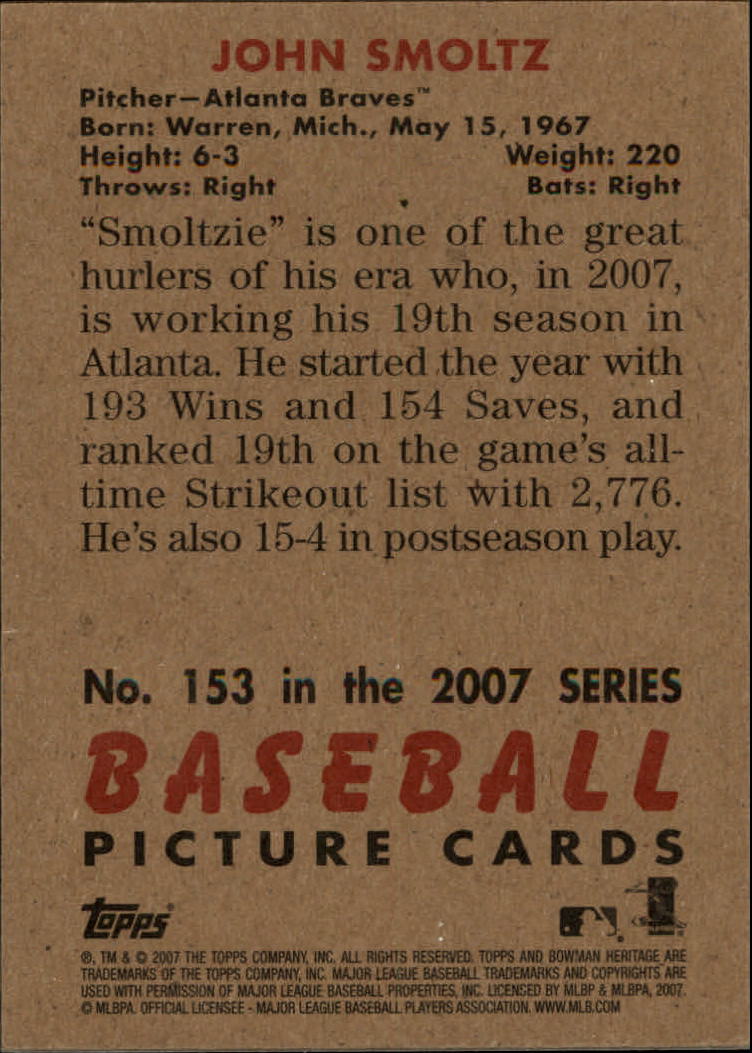 JOHN SMOLTZ
Pitcher—Atlanta Braves™
Born: Warren, Mich., May 15, 1967
Height: 6-3 Weight: 220
Throws: Right Bats: Right
“Smoltzie” is one of the great
hurlers of his era who, in 2007,
is working his 19th season in
Atlanta. He started the year with
193 Wins and 154 Saves, and
ranked 19th on the game’s all-
time Strikeout list with 2,776.
He’s also 15-4 in postseason play.
No. 153 in the 2007 SERIES
BASEBALL
PICTURE CARDS
Topps®
®, TM & © 2007 THE TOPPS COMPANY, INC. ALL RIGHTS RESERVED. TOPPS AND BOWMAN HERITAGE ARE
TRADEMARKS OF THE TOPPS COMPANY, INC. MAJOR LEAGUE BASEBALL TRADEMARKS AND COPYRIGHTS ARE
USED WITH PERMISSION OF MAJOR LEAGUE BASEBALL PROPERTIES, INC. LICENSED BY MLBP & MLBPA, 2007.
© MLBPA. OFFICIAL LICENSEE - MAJOR LEAGUE BASEBALL PLAYERS ASSOCIATION. WWW.MLB.COM